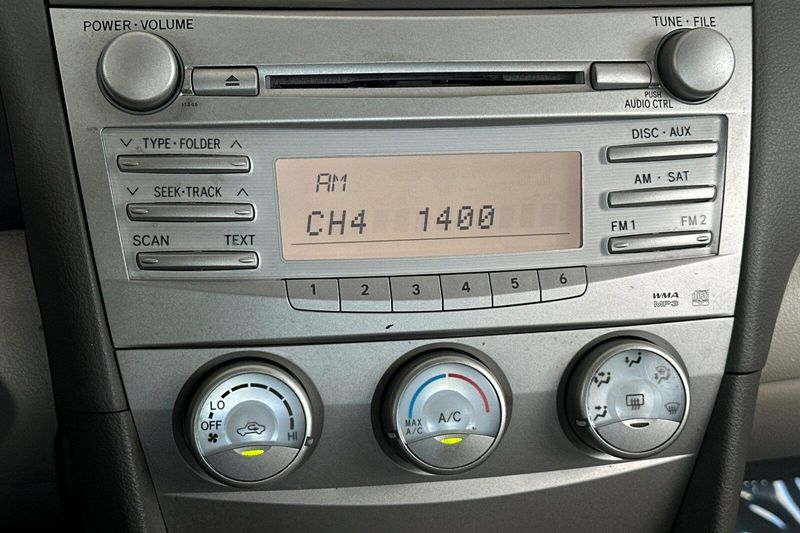 POWER·VOLUME
TUNE·FILE
11846
PUSH
AUDIO CTRL
TYPE·FOLDER
DISC·AUX
AM
SEEK·TRACK
AM·SAT
CH4 1400
FM1 FM2
SCAN TEXT
1 2 3 4 5 6
WMA
MP3
LO
OFF
HI
A/C
MAX
A/C